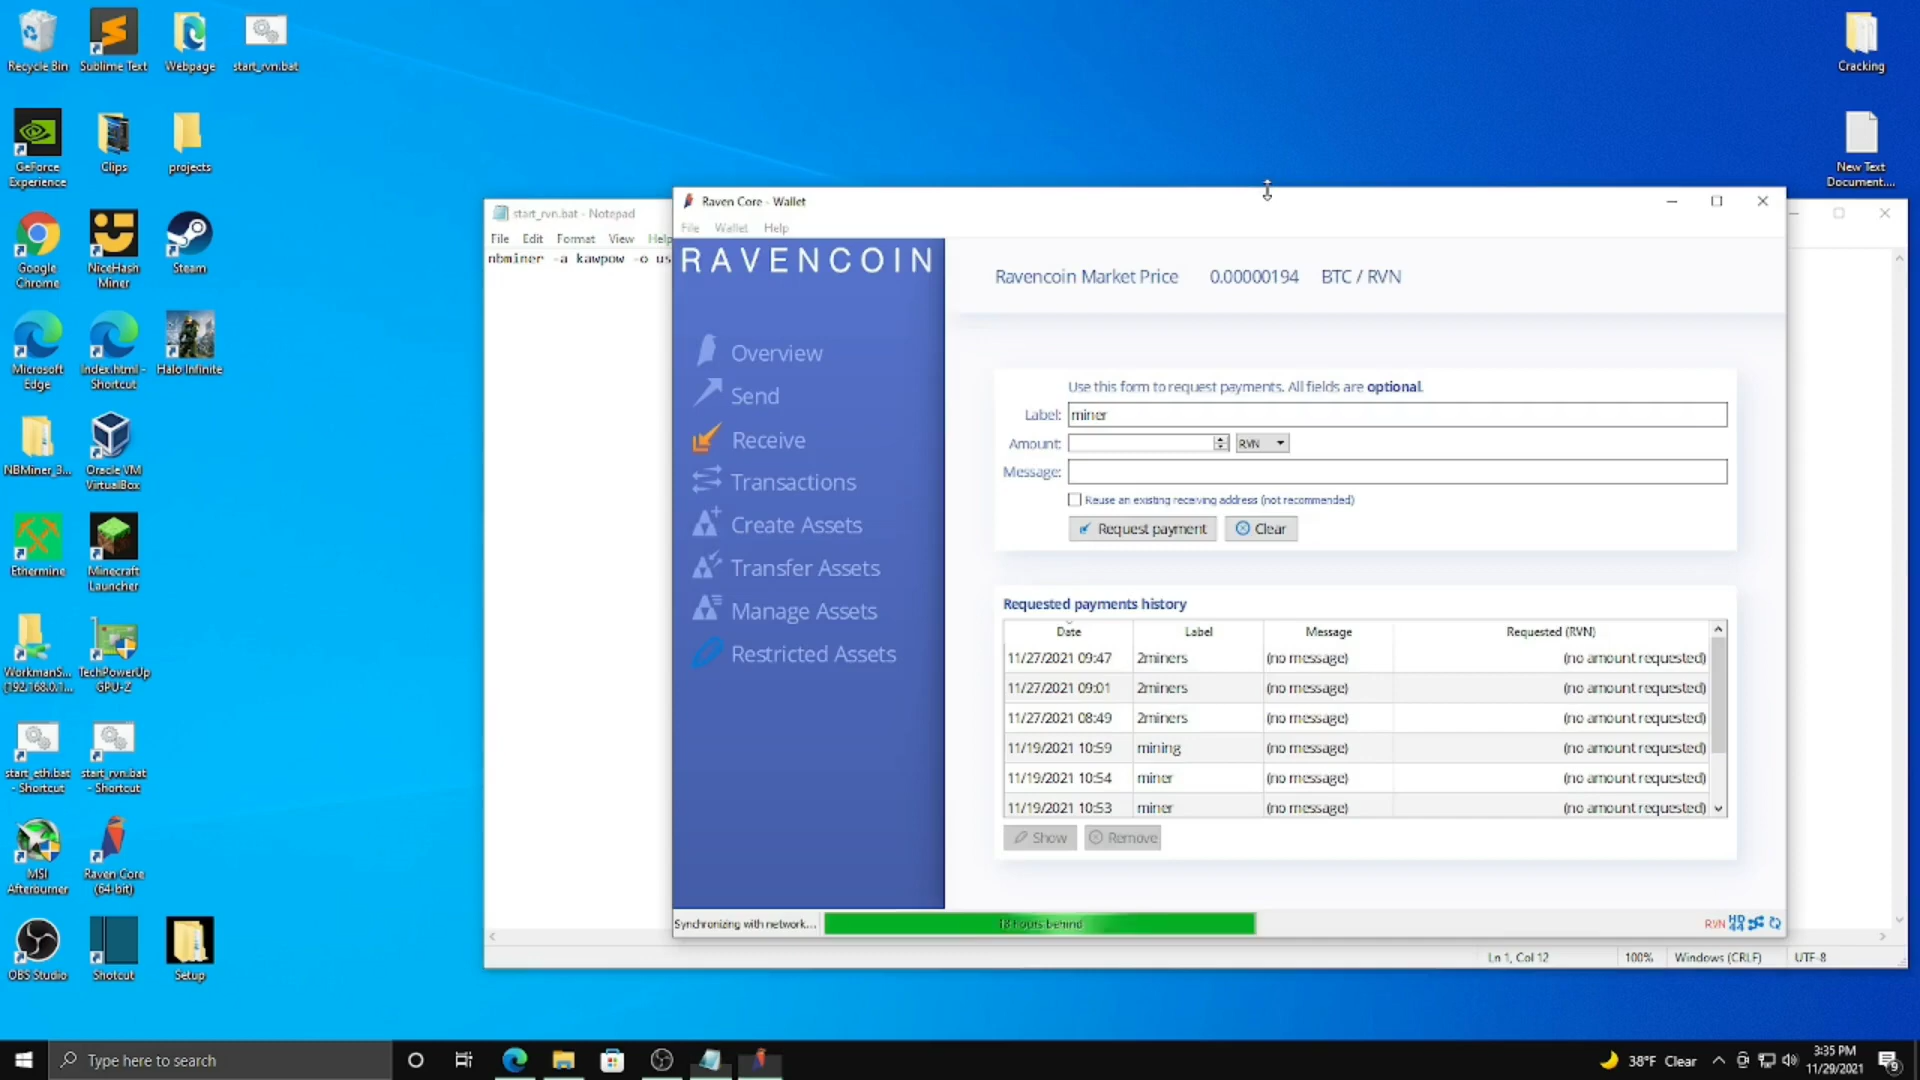 Recycle Bin
Sublime Text
Webpage
start_rvn.bat
Cracking
GeForce
Experience
Clips
projects
New Text
Document....
Google
Chrome
NiceHash
Miner
Steam
Microsoft
Edge
Index.html -
Shortcut
Halo Infinite
NBMiner_3...
Oracle VM
VirtualBox
Ethermine
Minecraft
Launcher
WorkmanS...
(192.168.0.1...
TechPowerUp
GPU-Z
start_eth.bat
- Shortcut
start_rvn.bat
- Shortcut
MSI
Afterburner
Raven Core
(64-bit)
OBS Studio
Shotcut
Setup
start_rvn.bat - Notepad
File Edit Format View Help
nbminer -a kawpow -o us
Ln 1, Col 12 100% Windows (CRLF) UTF-8
Raven Core - Wallet
File Wallet Help
RAVENCOIN
Overview
Send
Receive
Transactions
Create Assets
Transfer Assets
Manage Assets
Restricted Assets
Ravencoin Market Price 0.00000194 BTC / RVN
Use this form to request payments. All fields are optional.
Label: miner
Amount: RVN
Message:
Reuse an existing receiving address (not recommended)
Request payment Clear
Requested payments history
Date Label Message Requested (RVN)
11/27/2021 09:47 2miners (no message) (no amount requested)
11/27/2021 09:01 2miners (no message) (no amount requested)
11/27/2021 08:49 2miners (no message) (no amount requested)
11/19/2021 10:59 mining (no message) (no amount requested)
11/19/2021 10:54 miner (no message) (no amount requested)
11/19/2021 10:53 miner (no message) (no amount requested)
Show Remove
Synchronizing with network... 18 hours behind RVN HD 44
Type here to search
38°F Clear
3:35 PM
11/29/2021
9